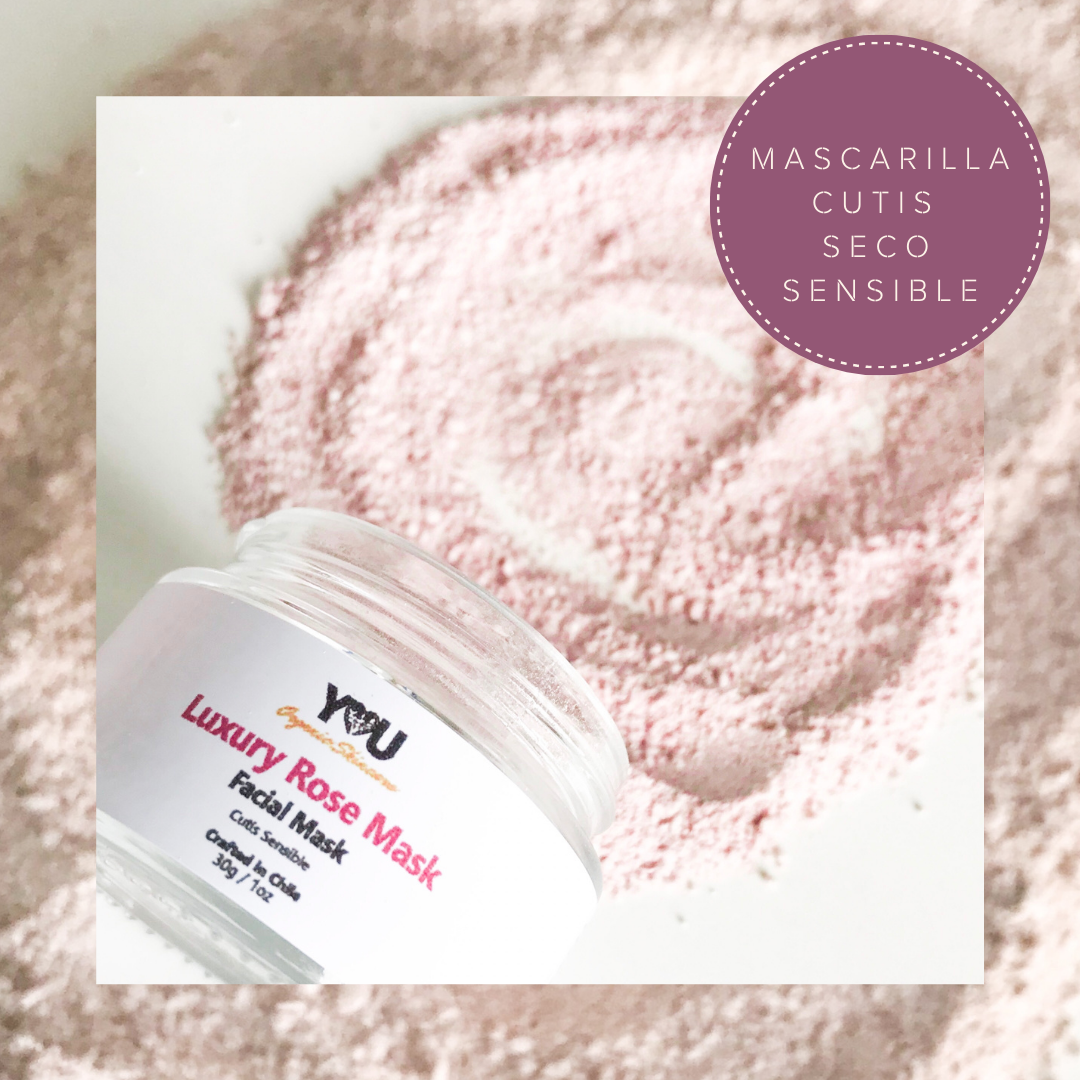 MASCARILLA
CUTIS
SECO
SENSIBLE
YOU
Organic Skincare
Luxury Rose Mask
Facial Mask
Cutis Sensible
Crafted in Chile
30g / 1oz